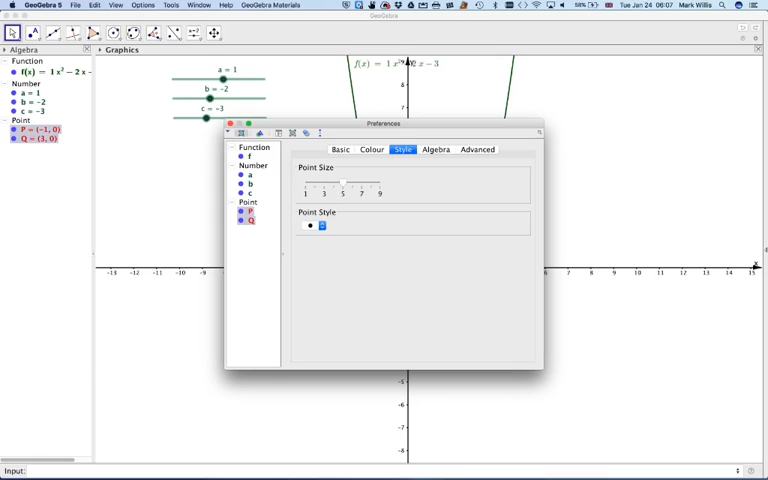 GeoGebra 5 File Edit View Options Tools Window Help GeoGebra Materials 58% Tue Jan 24 06:07 Mark Willis
GeoGebra
Algebra
Graphics
Function
f(x) = 1 x² − 2 x −
Number
a = 1
b = −2
c = −3
Point
P = (−1, 0)
Q = (3, 0)
a = 1
b = −2
c = −3
8
7
x
-13 -12 -11 -10 -9
6 7 8 9 10 11 12 13 14 15
-5
-6
-7
-8
Preferences
Function
f
Number
a
b
c
Point
P
Q
Basic Colour Style Algebra Advanced
Point Size
1 3 5 7 9
Point Style
Input: